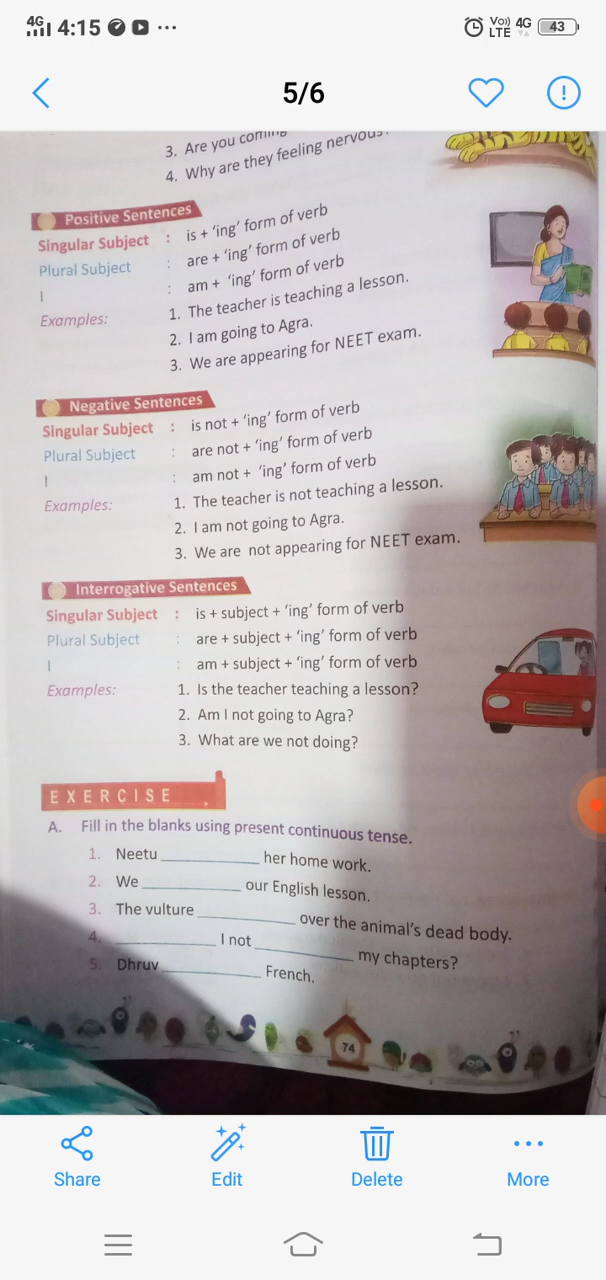 4G 4:15 ... Vo)) LTE 4G 43
5/6
3. Are you coming
4. Why are they feeling nervous?
Positive Sentences
Singular Subject : is + 'ing' form of verb
Plural Subject : are + 'ing' form of verb
I : am + 'ing' form of verb
Examples: 1. The teacher is teaching a lesson.
2. I am going to Agra.
3. We are appearing for NEET exam.
Negative Sentences
Singular Subject : is not + 'ing' form of verb
Plural Subject : are not + 'ing' form of verb
I : am not + 'ing' form of verb
Examples: 1. The teacher is not teaching a lesson.
2. I am not going to Agra.
3. We are not appearing for NEET exam.
Interrogative Sentences
Singular Subject : is + subject + 'ing' form of verb
Plural Subject : are + subject + 'ing' form of verb
I : am + subject + 'ing' form of verb
Examples: 1. Is the teacher teaching a lesson?
2. Am I not going to Agra?
3. What are we not doing?
EXERCISE
A. Fill in the blanks using present continuous tense.
1. Neetu ____________ her home work.
2. We ____________ our English lesson.
3. The vulture ____________ over the animal's dead body.
4. ____________ I not ____________ my chapters?
5. Dhruv ____________ French.
74
Share Edit Delete More